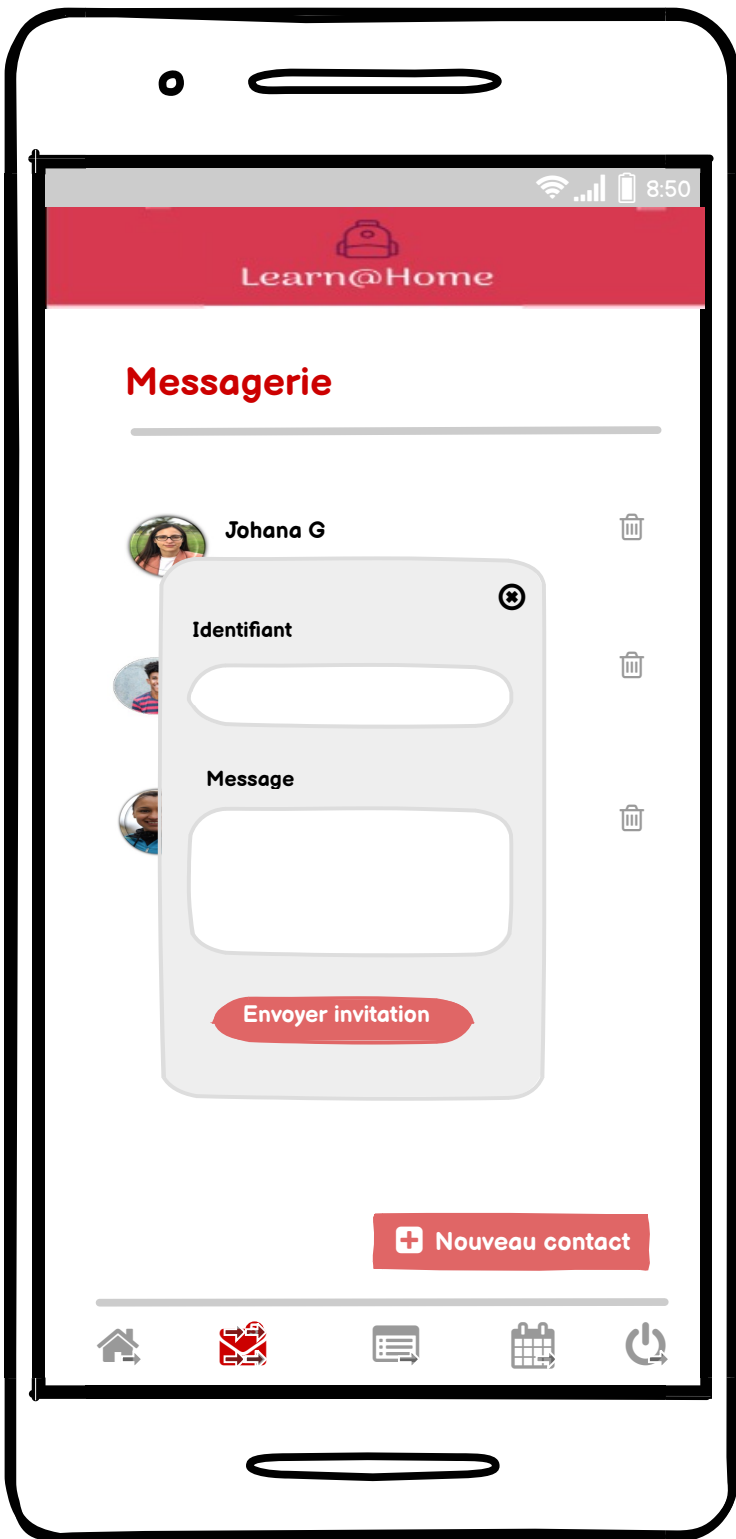 8:50
Learn@Home
Messagerie
Johana G
Identifiant
Message
Envoyer invitation
Nouveau contact